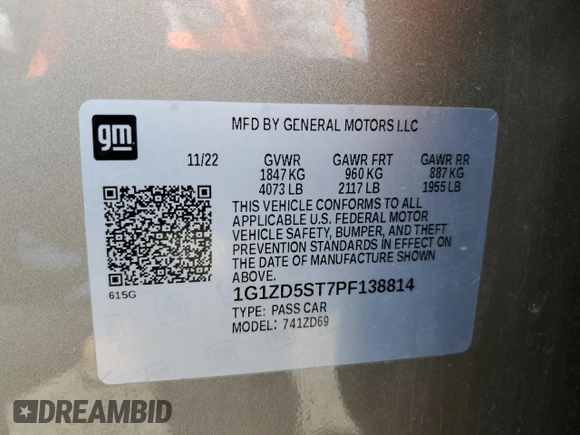 gm
MFD BY GENERAL MOTORS LLC
11/22 GVWR GAWR FRT GAWR RR
1847 KG 960 KG 887 KG
4073 LB 2117 LB 1955 LB
THIS VEHICLE CONFORMS TO ALL
APPLICABLE U.S. FEDERAL MOTOR
VEHICLE SAFETY, BUMPER, AND THEFT
PREVENTION STANDARDS IN EFFECT ON
THE DATE OF MANUFACTURE SHOWN
ABOVE.
615G
1G1ZD5ST7PF138814
TYPE: PASS CAR
MODEL: 741ZD69
DREAMBID